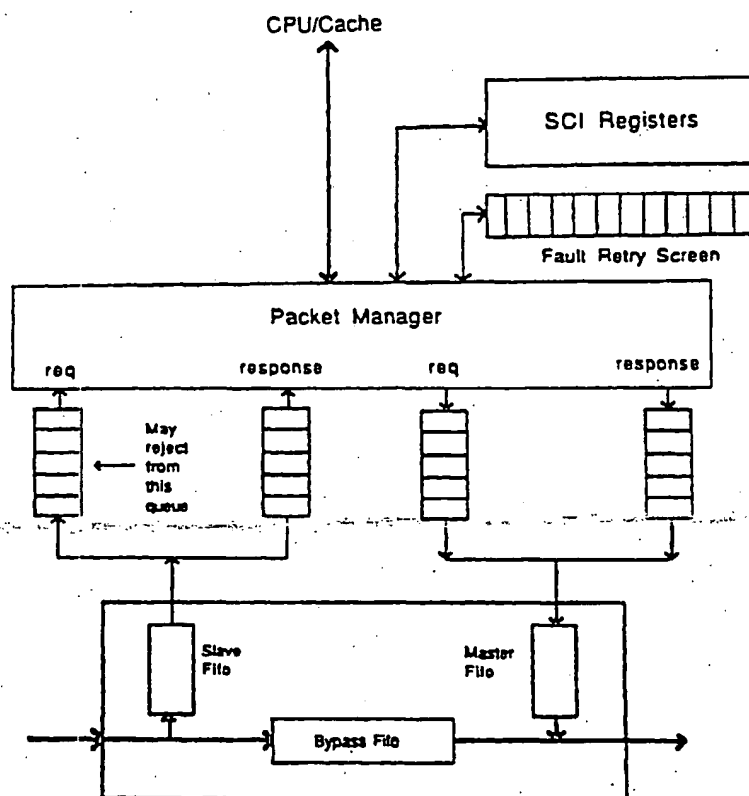 CPU/Cache
SCI Registers
Fault Retry Screen
Packet Manager
req
response
req
response
May
reject
from
this
queue
Slave
Fifo
Master
Fifo
Bypass Fifo